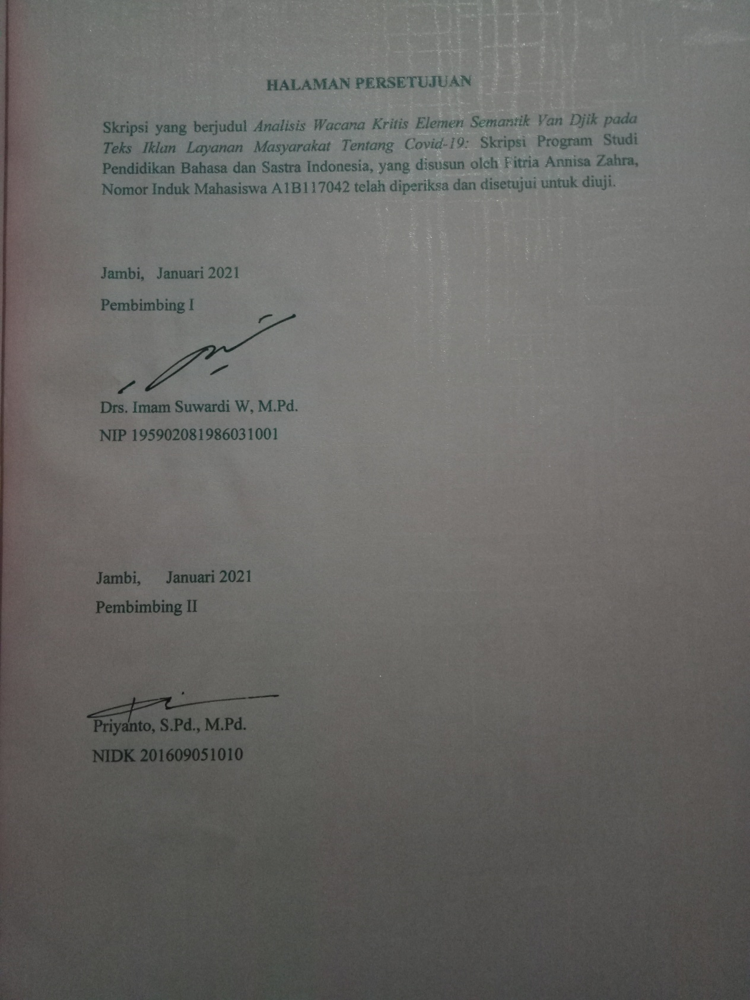 HALAMAN PERSETUJUAN
Skripsi yang berjudul Analisis Wacana Kritis Elemen Semantik Van Djik pada
Teks Iklan Layanan Masyarakat Tentang Covid-19: Skripsi Program Studi
Pendidikan Bahasa dan Sastra Indonesia, yang disusun oleh Fitria Annisa Zahra,
Nomor Induk Mahasiswa A1B117042 telah diperiksa dan disetujui untuk diuji.
Jambi, Januari 2021
Pembimbing I
Drs. Imam Suwardi W, M.Pd.
NIP 195902081986031001
Jambi, Januari 2021
Pembimbing II
Priyanto, S.Pd., M.Pd.
NIDK 201609051010